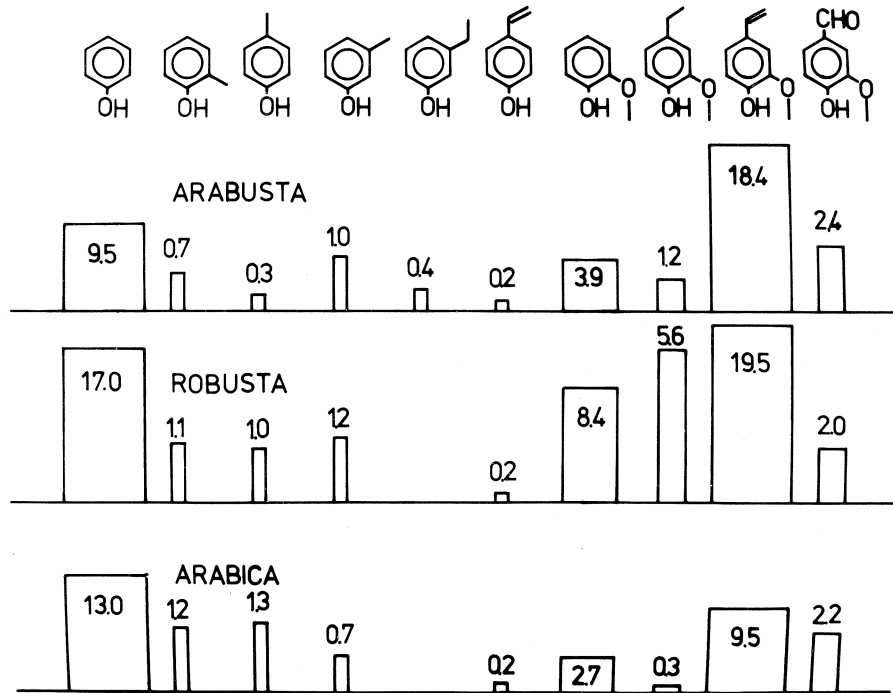 CHO
OH OH OH OH OH OH OH O OH O OH O OH O
ARABUSTA
9.5 0.7 0.3 1.0 0.4 0.2 3.9 1.2 18.4 2.4
ROBUSTA
17.0 1.1 1.0 1.2 0.2 8.4 5.6 19.5 2.0
ARABICA
13.0 1.2 1.3 0.7 0.2 2.7 0.3 9.5 2.2